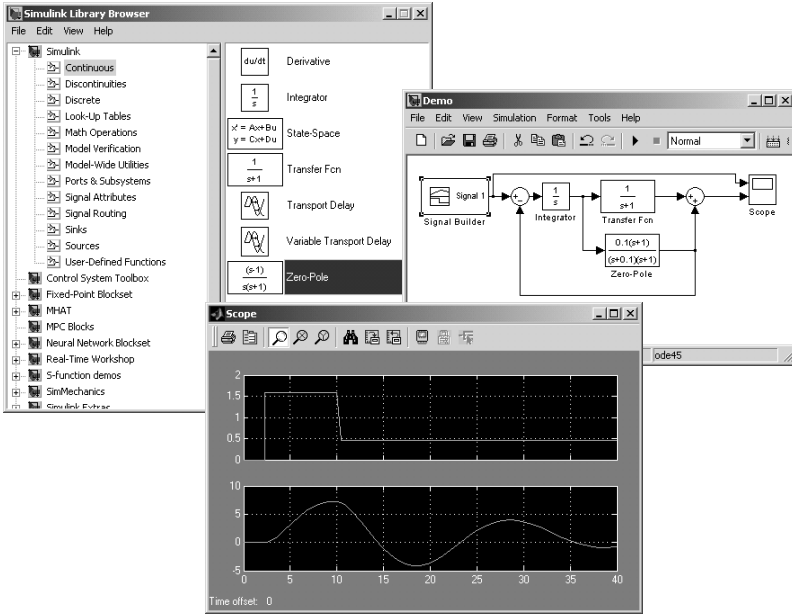 Simulink Library Browser
File Edit View Help
Simulink
Continuous
Discontinuities
Discrete
Look-Up Tables
Math Operations
Model Verification
Model-Wide Utilities
Ports & Subsystems
Signal Attributes
Signal Routing
Sinks
Sources
User-Defined Functions
Control System Toolbox
Fixed-Point Blockset
MHAT
MPC Blocks
Neural Network Blockset
Real-Time Workshop
S-function demos
SimMechanics
Simulink Extras
du/dt Derivative
1
s
Integrator
x' = Ax+Bu
y = Cx+Du
State-Space
1
s+1
Transfer Fcn
Transport Delay
Variable Transport Delay
(s-1)
s(s+1)
Zero-Pole
Demo
File Edit View Simulation Format Tools Help
Normal
Signal 1
Signal Builder
1
s
Integrator
1
s+1
Transfer Fcn
Scope
0.1(s+1)
(s+0.1)(s+1)
Zero-Pole
ode45
Scope
2
1.5
1
0.5
0
10
5
0
-5
0 5 10 15 20 25 30 35 40
Time offset: 0